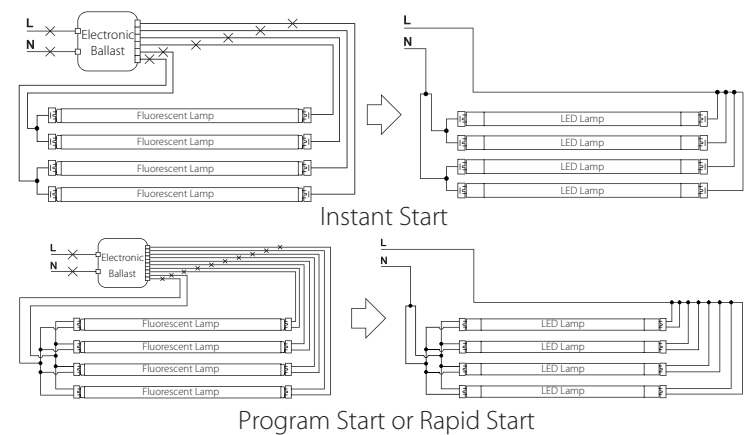 L
N
Electronic
Ballast
Fluorescent Lamp
Fluorescent Lamp
Fluorescent Lamp
Fluorescent Lamp
L
N
LED Lamp
LED Lamp
LED Lamp
LED Lamp
Instant Start
L
N
Electronic
Ballast
Fluorescent Lamp
Fluorescent Lamp
Fluorescent Lamp
Fluorescent Lamp
L
N
LED Lamp
LED Lamp
LED Lamp
LED Lamp
Program Start or Rapid Start